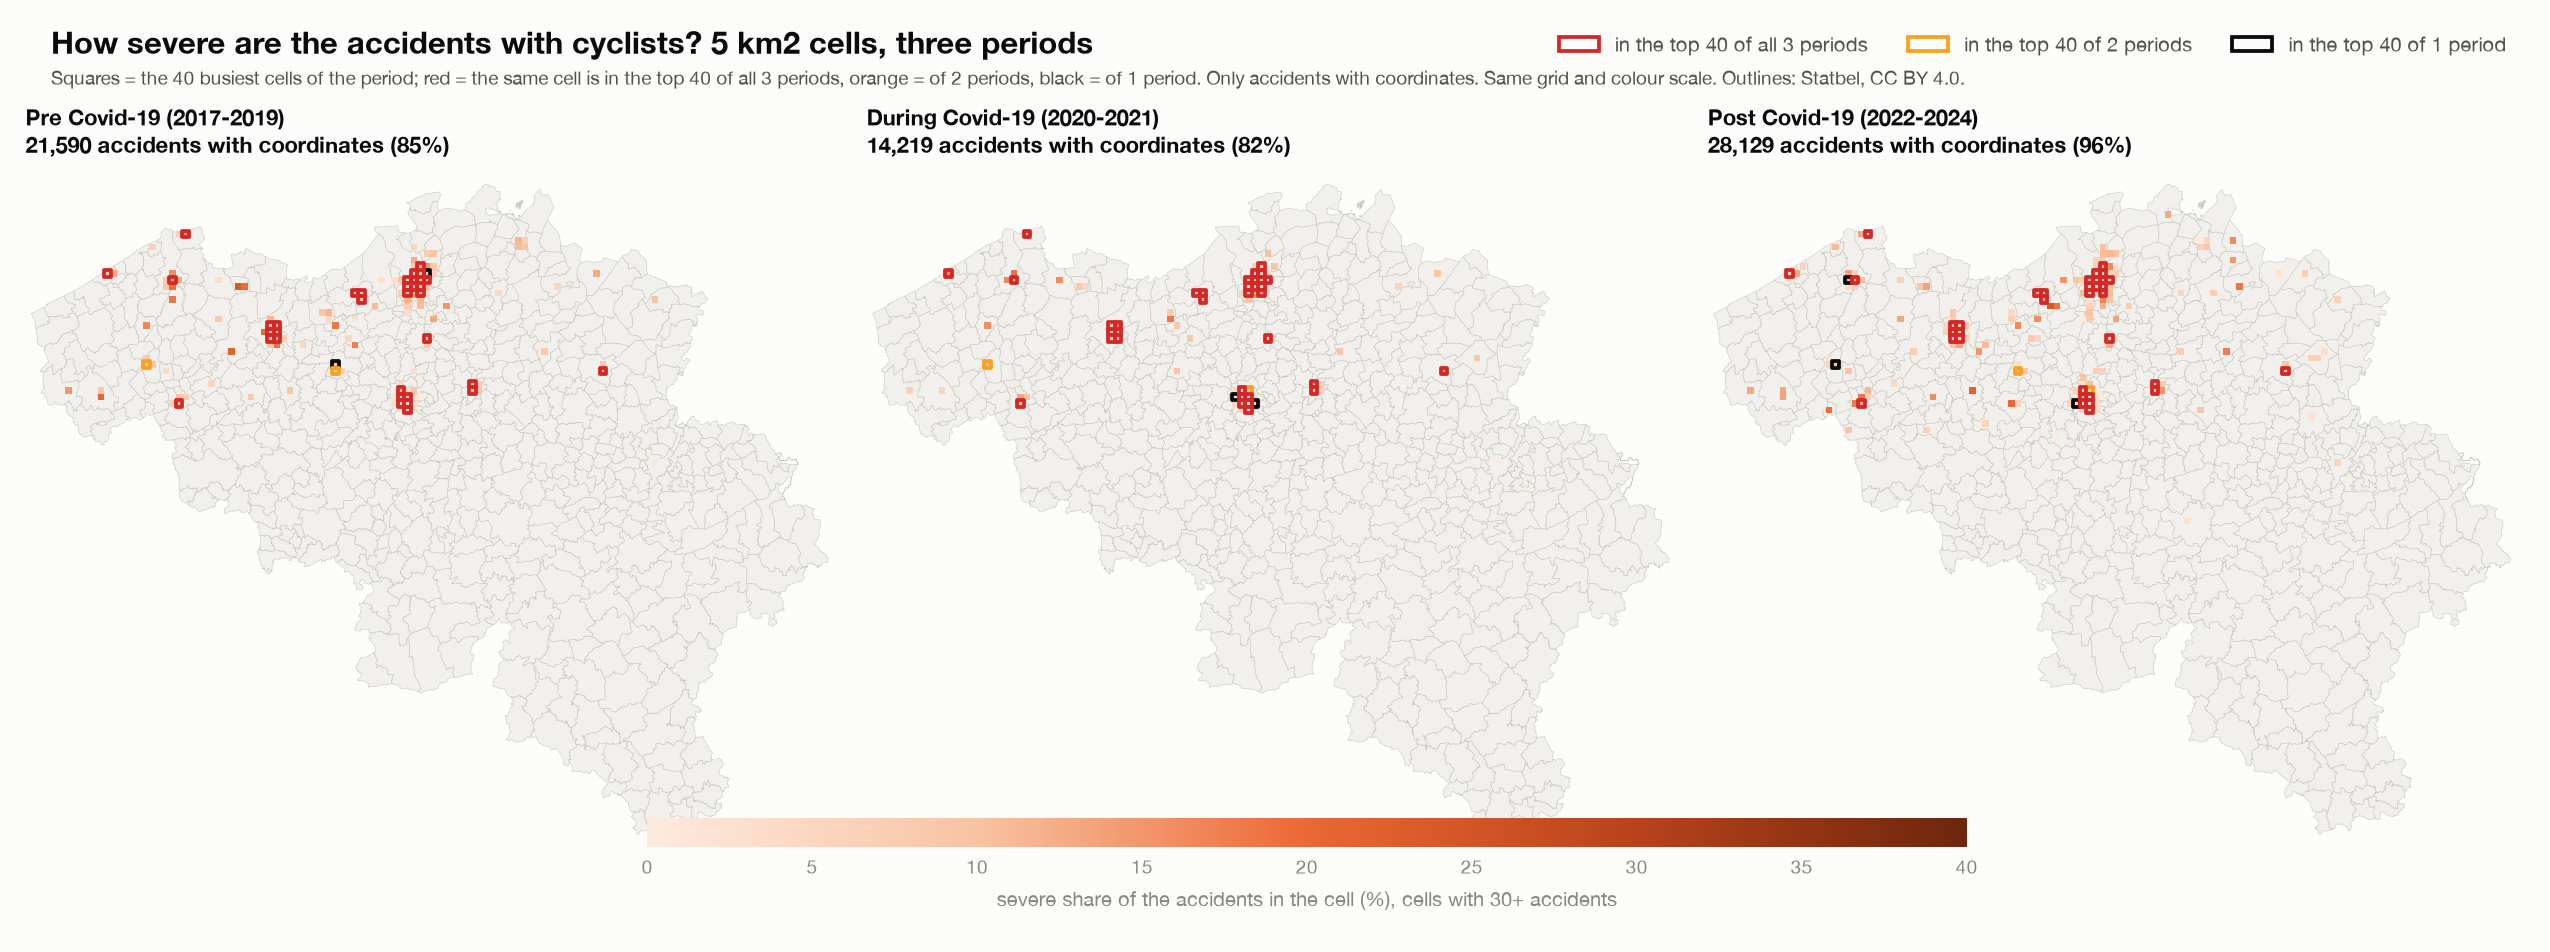 How severe are the accidents with cyclists? 5 km2 cells, three periods
in the top 40 of all 3 periods
in the top 40 of 2 periods
in the top 40 of 1 period
Squares = the 40 busiest cells of the period; red = the same cell is in the top 40 of all 3 periods, orange = of 2 periods, black = of 1 period. Only accidents with coordinates. Same grid and colour scale. Outlines: Statbel, CC BY 4.0.
Pre Covid-19 (2017-2019)
21,590 accidents with coordinates (85%)
During Covid-19 (2020-2021)
14,219 accidents with coordinates (82%)
Post Covid-19 (2022-2024)
28,129 accidents with coordinates (96%)
0 5 10 15 20 25 30 35 40
severe share of the accidents in the cell (%), cells with 30+ accidents